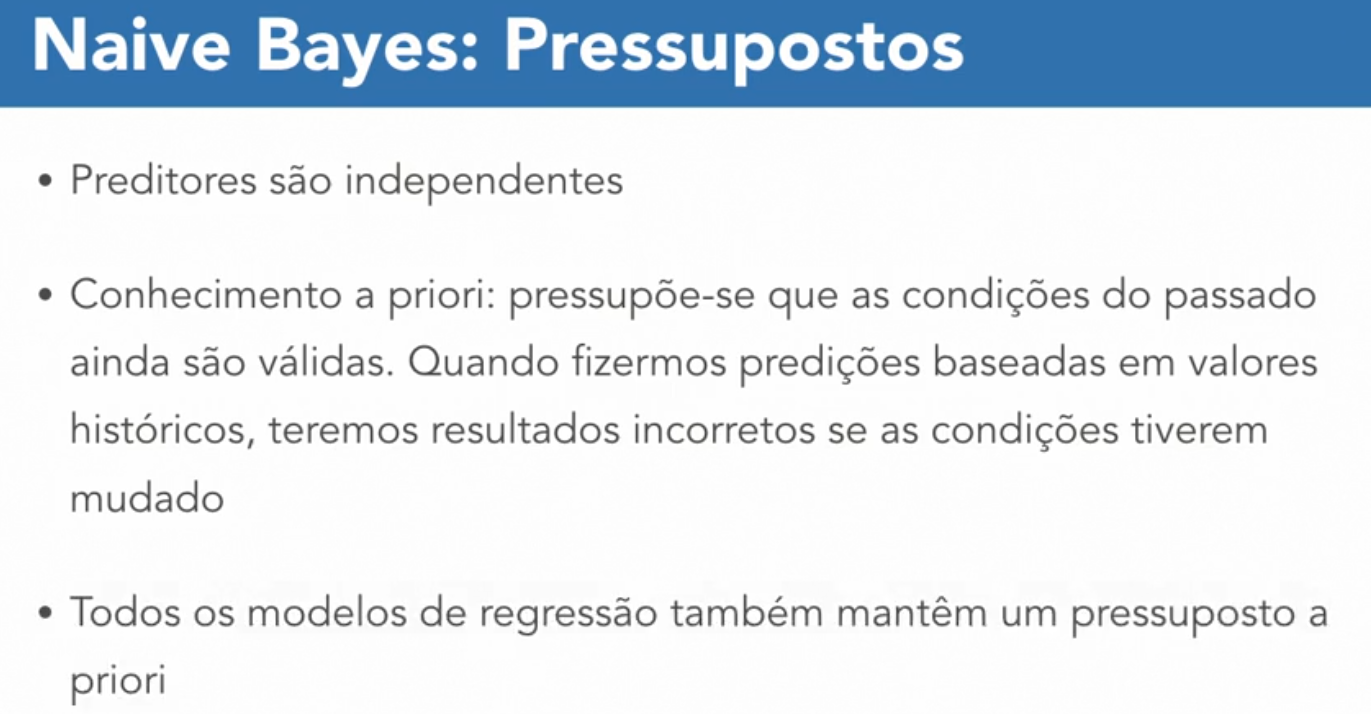 Naive Bayes: Pressupostos
• Preditores são independentes
• Conhecimento a priori: pressupõe-se que as condições do passado
ainda são válidas. Quando fizermos predições baseadas em valores
históricos, teremos resultados incorretos se as condições tiverem
mudado
• Todos os modelos de regressão também mantêm um pressuposto a
priori